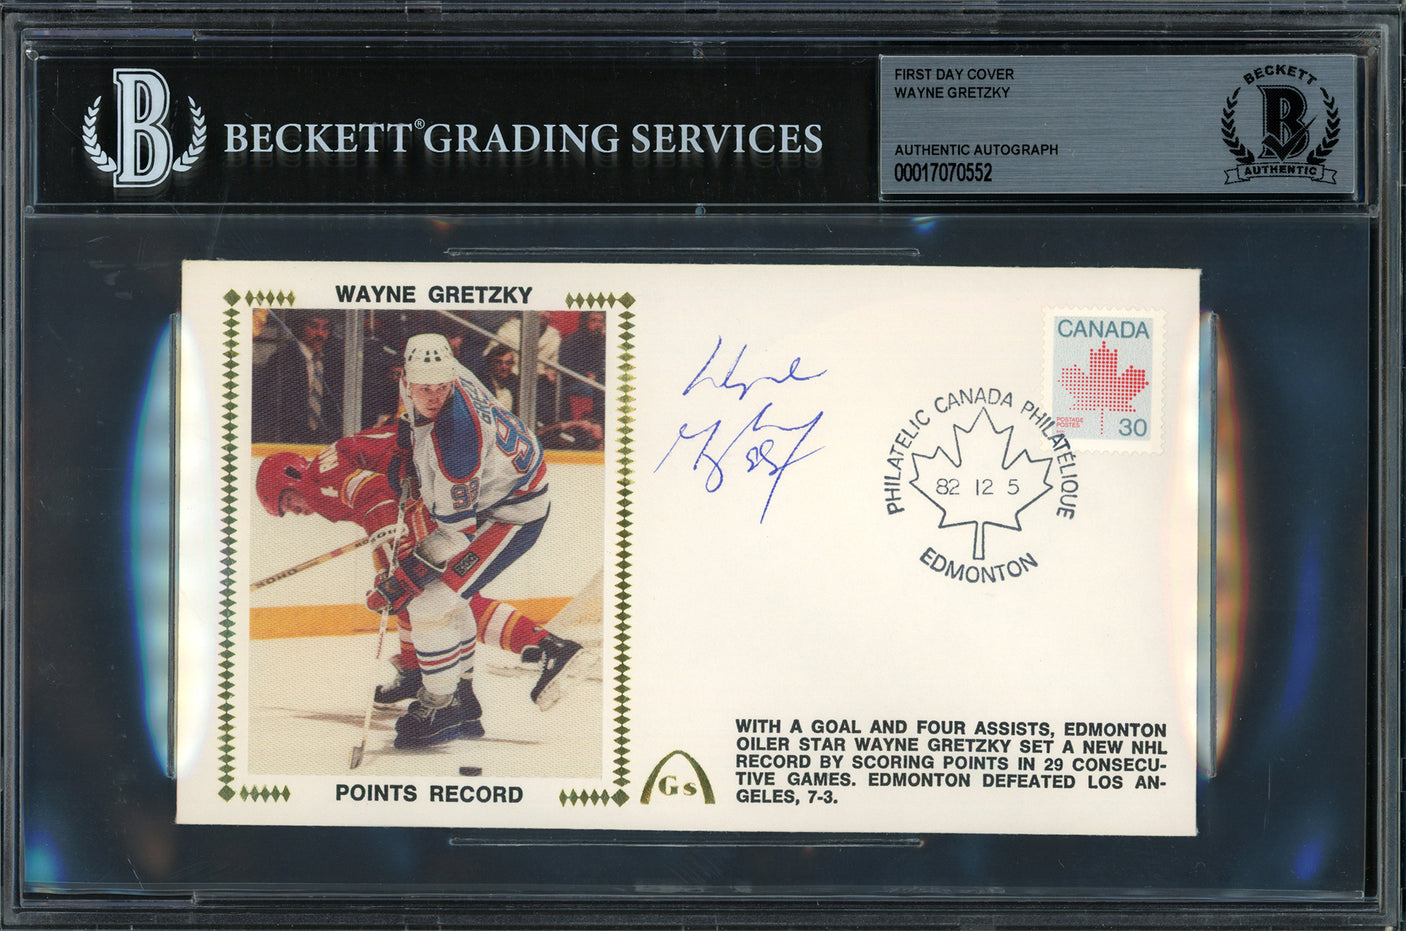 BECKETT® GRADING SERVICES
FIRST DAY COVER
WAYNE GRETZKY
AUTHENTIC AUTOGRAPH
00017070552
BECKETT
B
AUTHENTIC
WAYNE GRETZKY
POINTS RECORD
Wayne
Gretzky
99
CANADA
POSTAGE
POSTES
30
PHILATELIC CANADA PHILATÉLIQUE
82 12 5
EDMONTON
Gs
WITH A GOAL AND FOUR ASSISTS, EDMONTON
OILER STAR WAYNE GRETZKY SET A NEW NHL
RECORD BY SCORING POINTS IN 29 CONSECU-
TIVE GAMES. EDMONTON DEFEATED LOS AN-
GELES, 7-3.